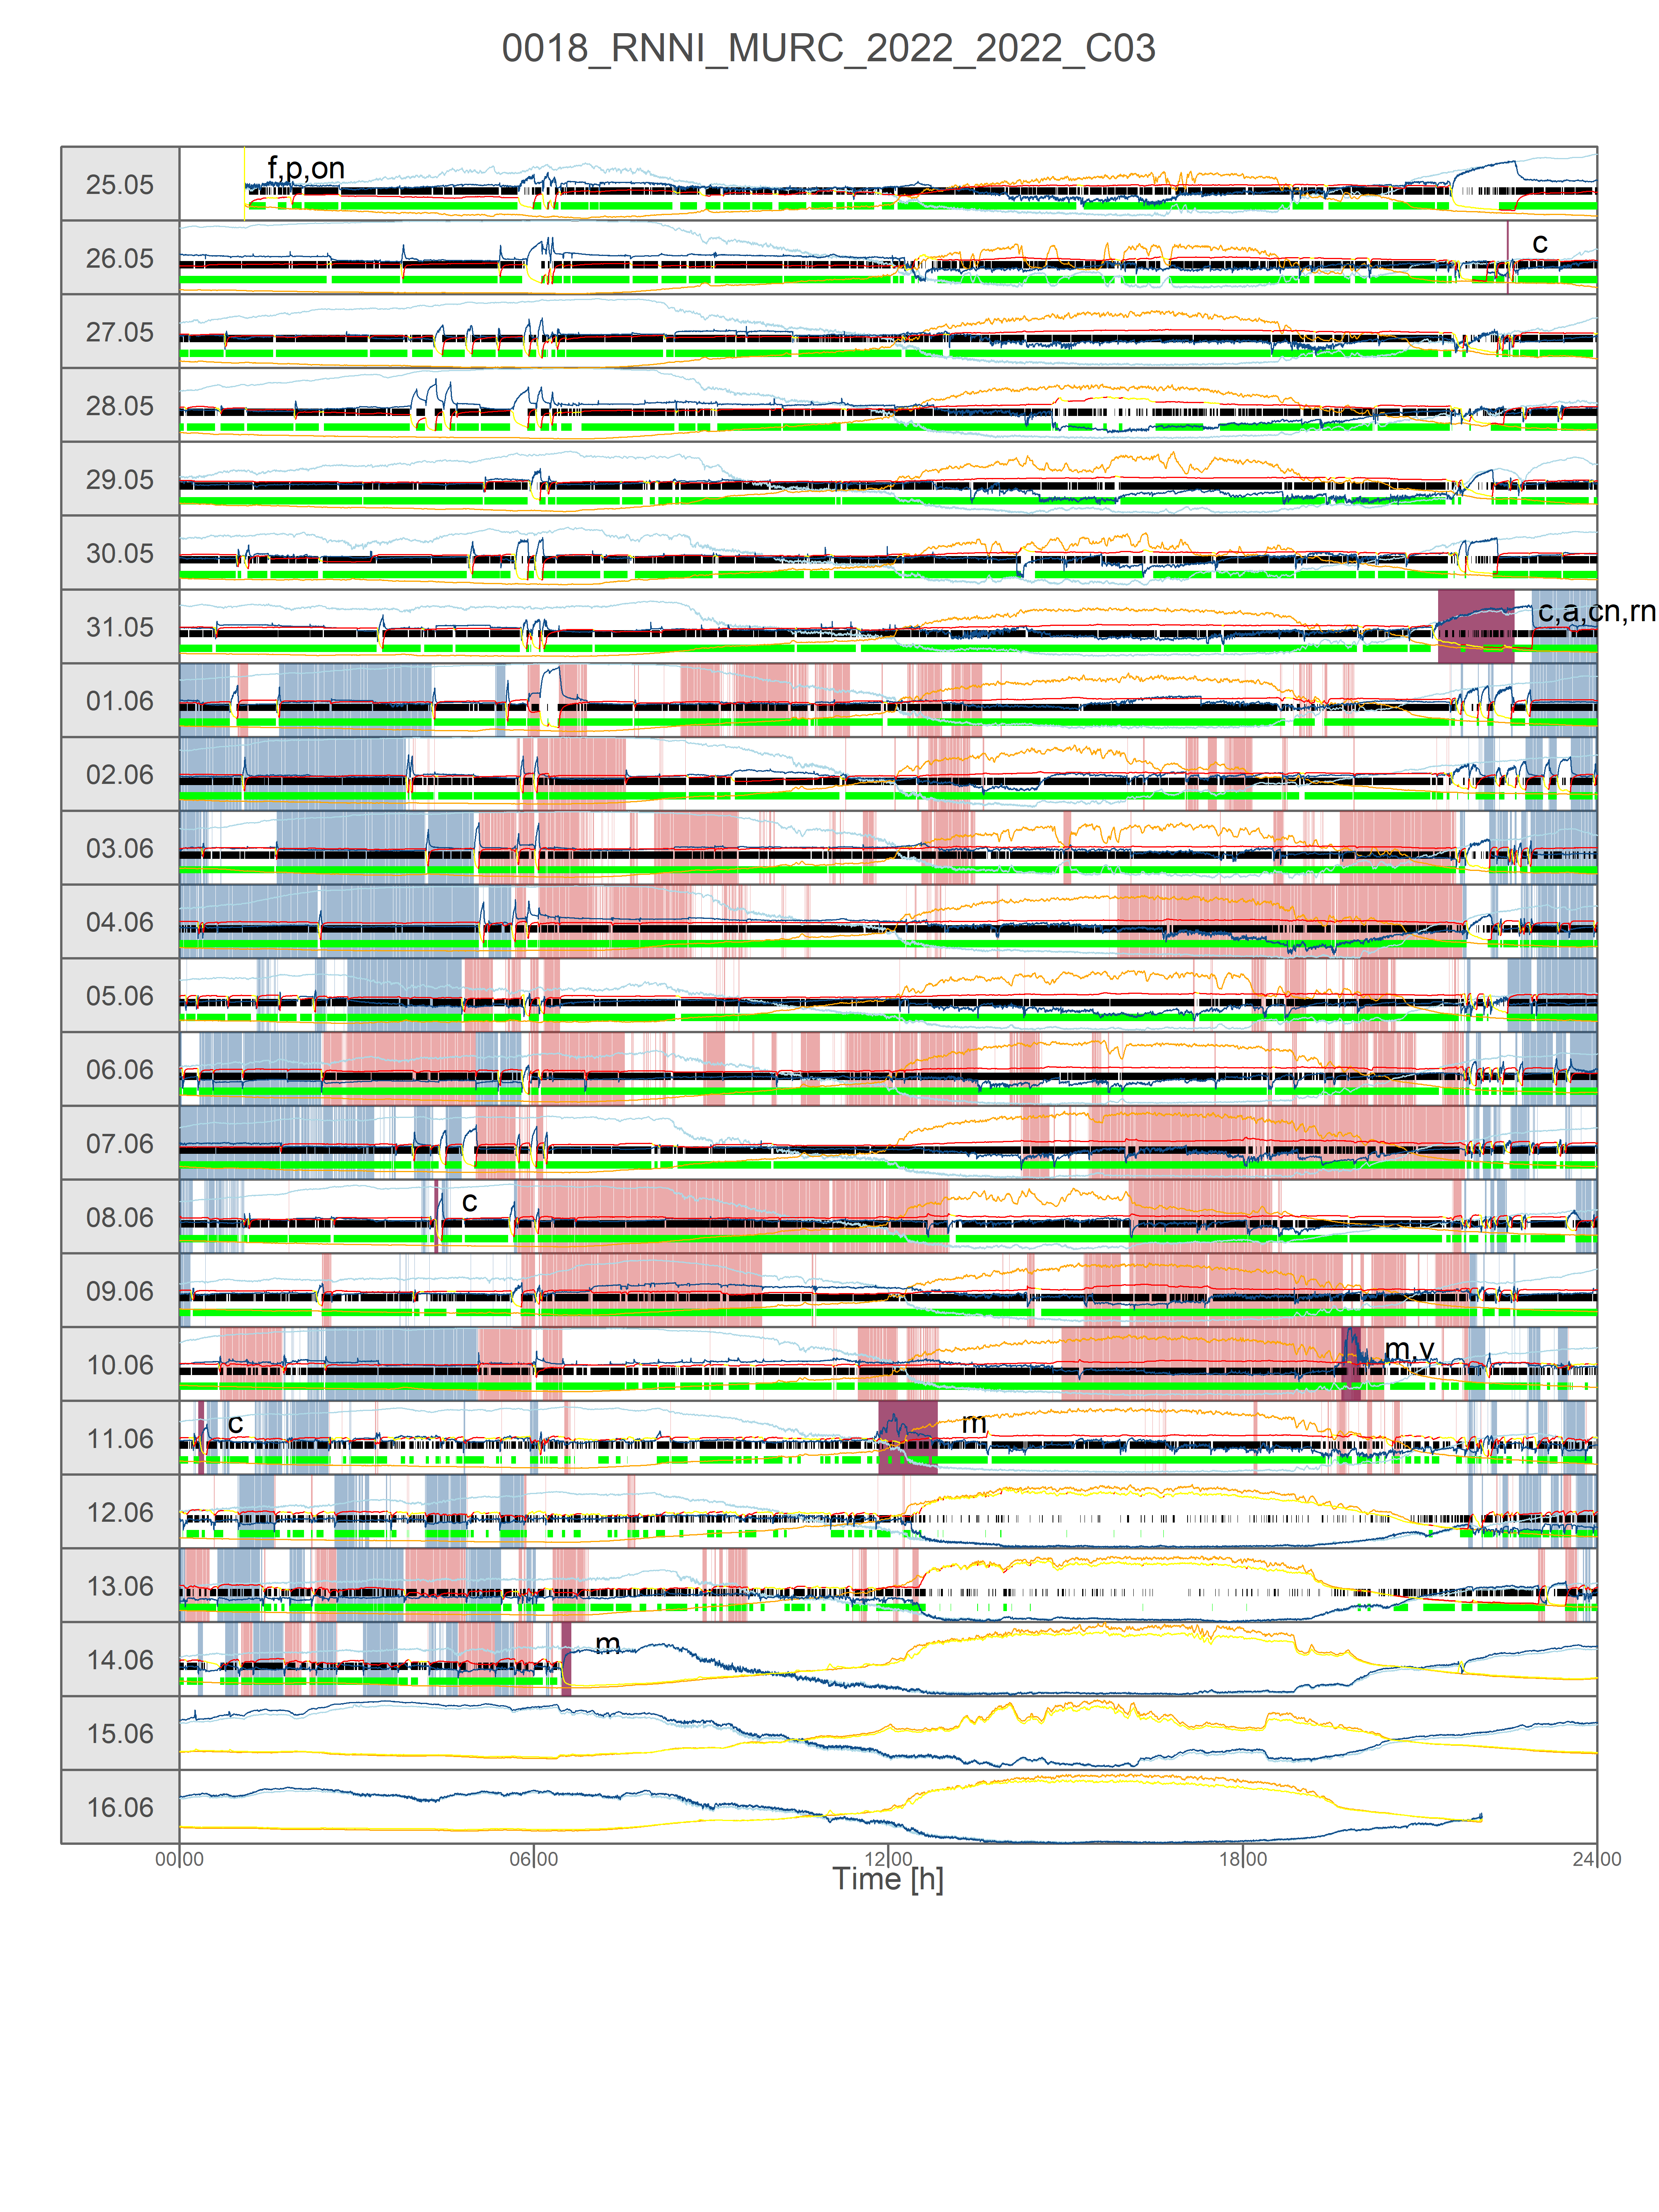 0018_RNNI_MURC_2022_2022_C03
25.05 f,p,on
26.05 c
27.05
28.05
29.05
30.05
31.05 c,a,cn,rn
01.06
02.06
03.06
04.06
05.06
06.06
07.06
08.06 c
09.06
10.06 m,v
11.06 c m
12.06
13.06
14.06 m
15.06
16.06
00:00 06:00 12:00 18:00 24:00
Time [h]